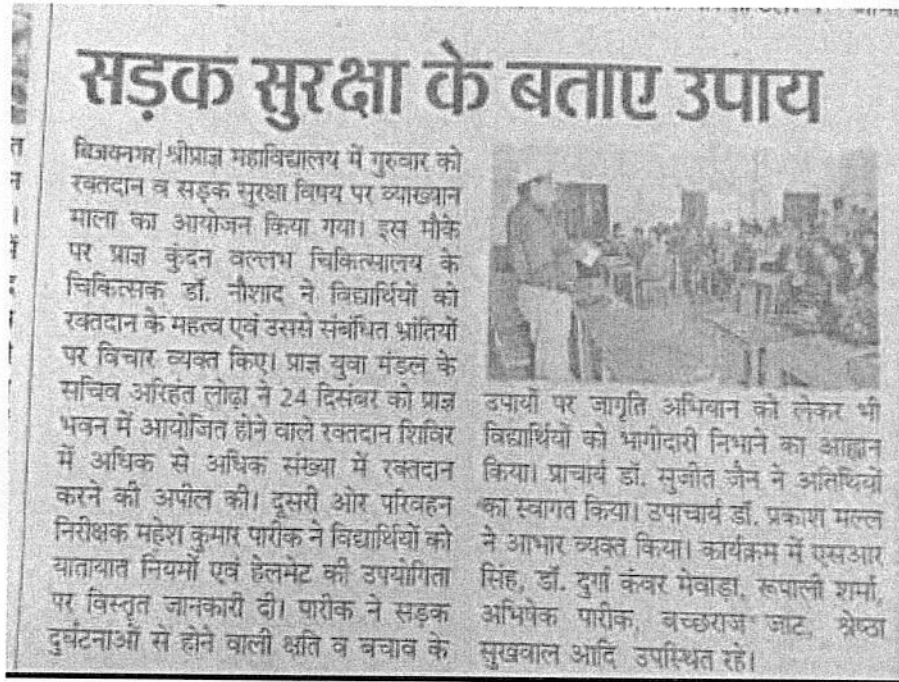 सड़क सुरक्षा के बताए उपाय
बिजयनगर| श्रीप्राज्ञ महाविद्यालय में गुरुवार को
रक्तदान व सड़क सुरक्षा विषय पर व्याख्यान
माला का आयोजन किया गया। इस मौके
पर प्राज्ञ कुंदन वल्लभ चिकित्सालय के
चिकित्सक डॉ. नौशाद ने विद्यार्थियों को
रक्तदान के महत्व एवं उससे संबंधित भ्रांतियों
पर विचार व्यक्त किए। प्राज्ञ युवा मंडल के
सचिव अरिहंत लोढ़ा ने 24 दिसंबर को प्राज्ञ
भवन में आयोजित होने वाले रक्तदान शिविर
में अधिक से अधिक संख्या में रक्तदान
करने की अपील की। दूसरी ओर परिवहन
निरीक्षक महेश कुमार पारीक ने विद्यार्थियों को
यातायात नियमों एवं हेलमेट की उपयोगिता
पर विस्तृत जानकारी दी। पारीक ने सड़क
दुर्घटनाओं से होने वाली क्षति व बचाव के
उपायों पर जागृति अभियान को लेकर भी
विद्यार्थियों को भागीदारी निभाने का आह्वान
किया। प्राचार्य डॉ. सुजीत जैन ने अतिथियों
का स्वागत किया। उपाचार्य डॉ. प्रकाश मल्ल
ने आभार व्यक्त किया। कार्यक्रम में एसआर
सिंह, डॉ. दुर्गा कंवर मेवाड़ा, रूपाली शर्मा,
अभिषेक पारीक, बच्छराज जाट, श्रेष्ठा
सुखवाल आदि उपस्थित रहे।